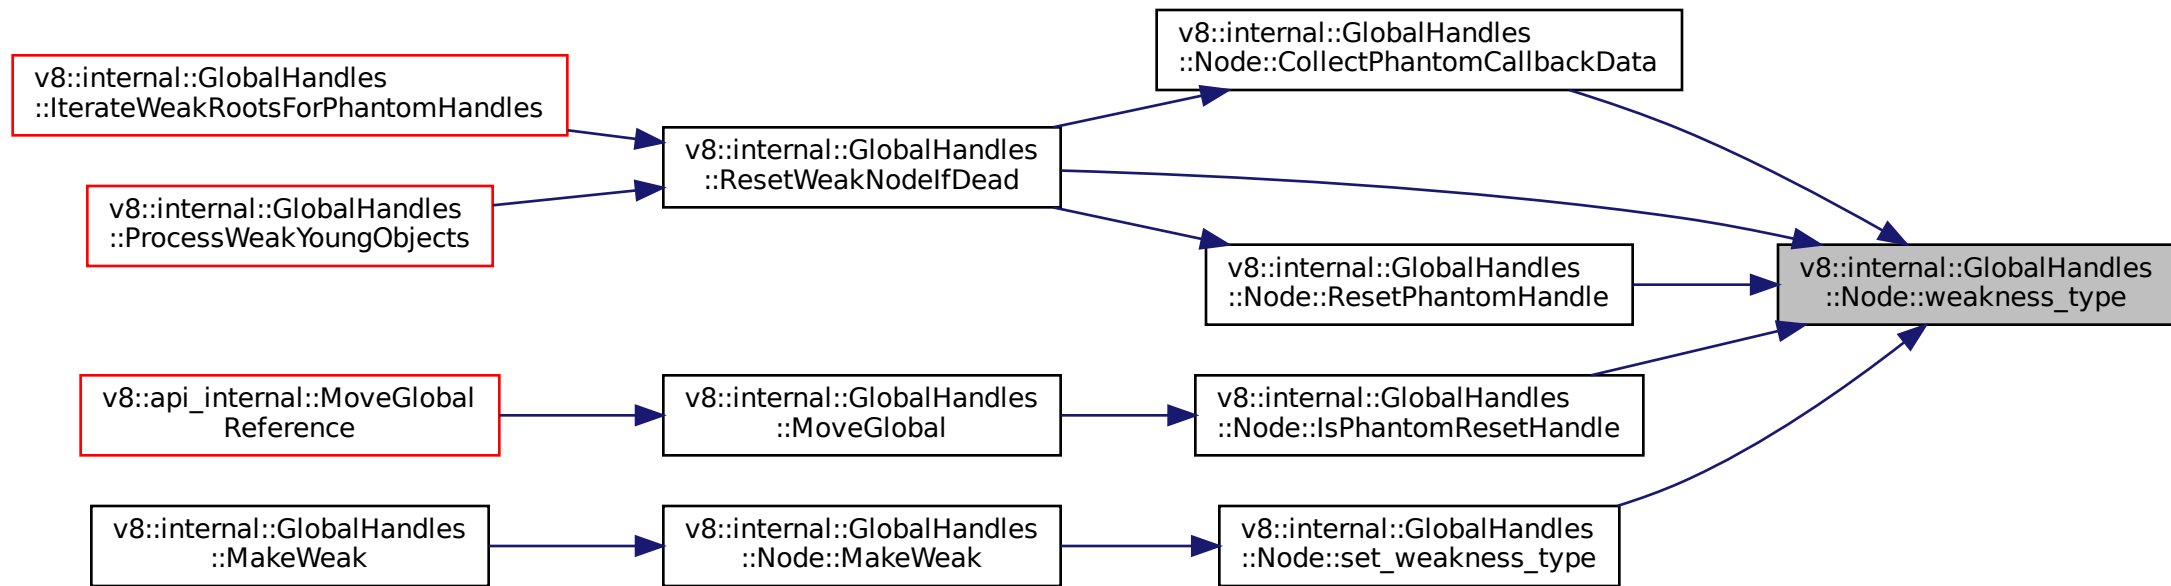 v8::internal::GlobalHandles
::IterateWeakRootsForPhantomHandles
v8::internal::GlobalHandles
::ProcessWeakYoungObjects
v8::api_internal::MoveGlobal
Reference
v8::internal::GlobalHandles
::MakeWeak
v8::internal::GlobalHandles
::ResetWeakNodeIfDead
v8::internal::GlobalHandles
::MoveGlobal
v8::internal::GlobalHandles
::Node::MakeWeak
v8::internal::GlobalHandles
::Node::CollectPhantomCallbackData
v8::internal::GlobalHandles
::Node::ResetPhantomHandle
v8::internal::GlobalHandles
::Node::IsPhantomResetHandle
v8::internal::GlobalHandles
::Node::set_weakness_type
v8::internal::GlobalHandles
::Node::weakness_type